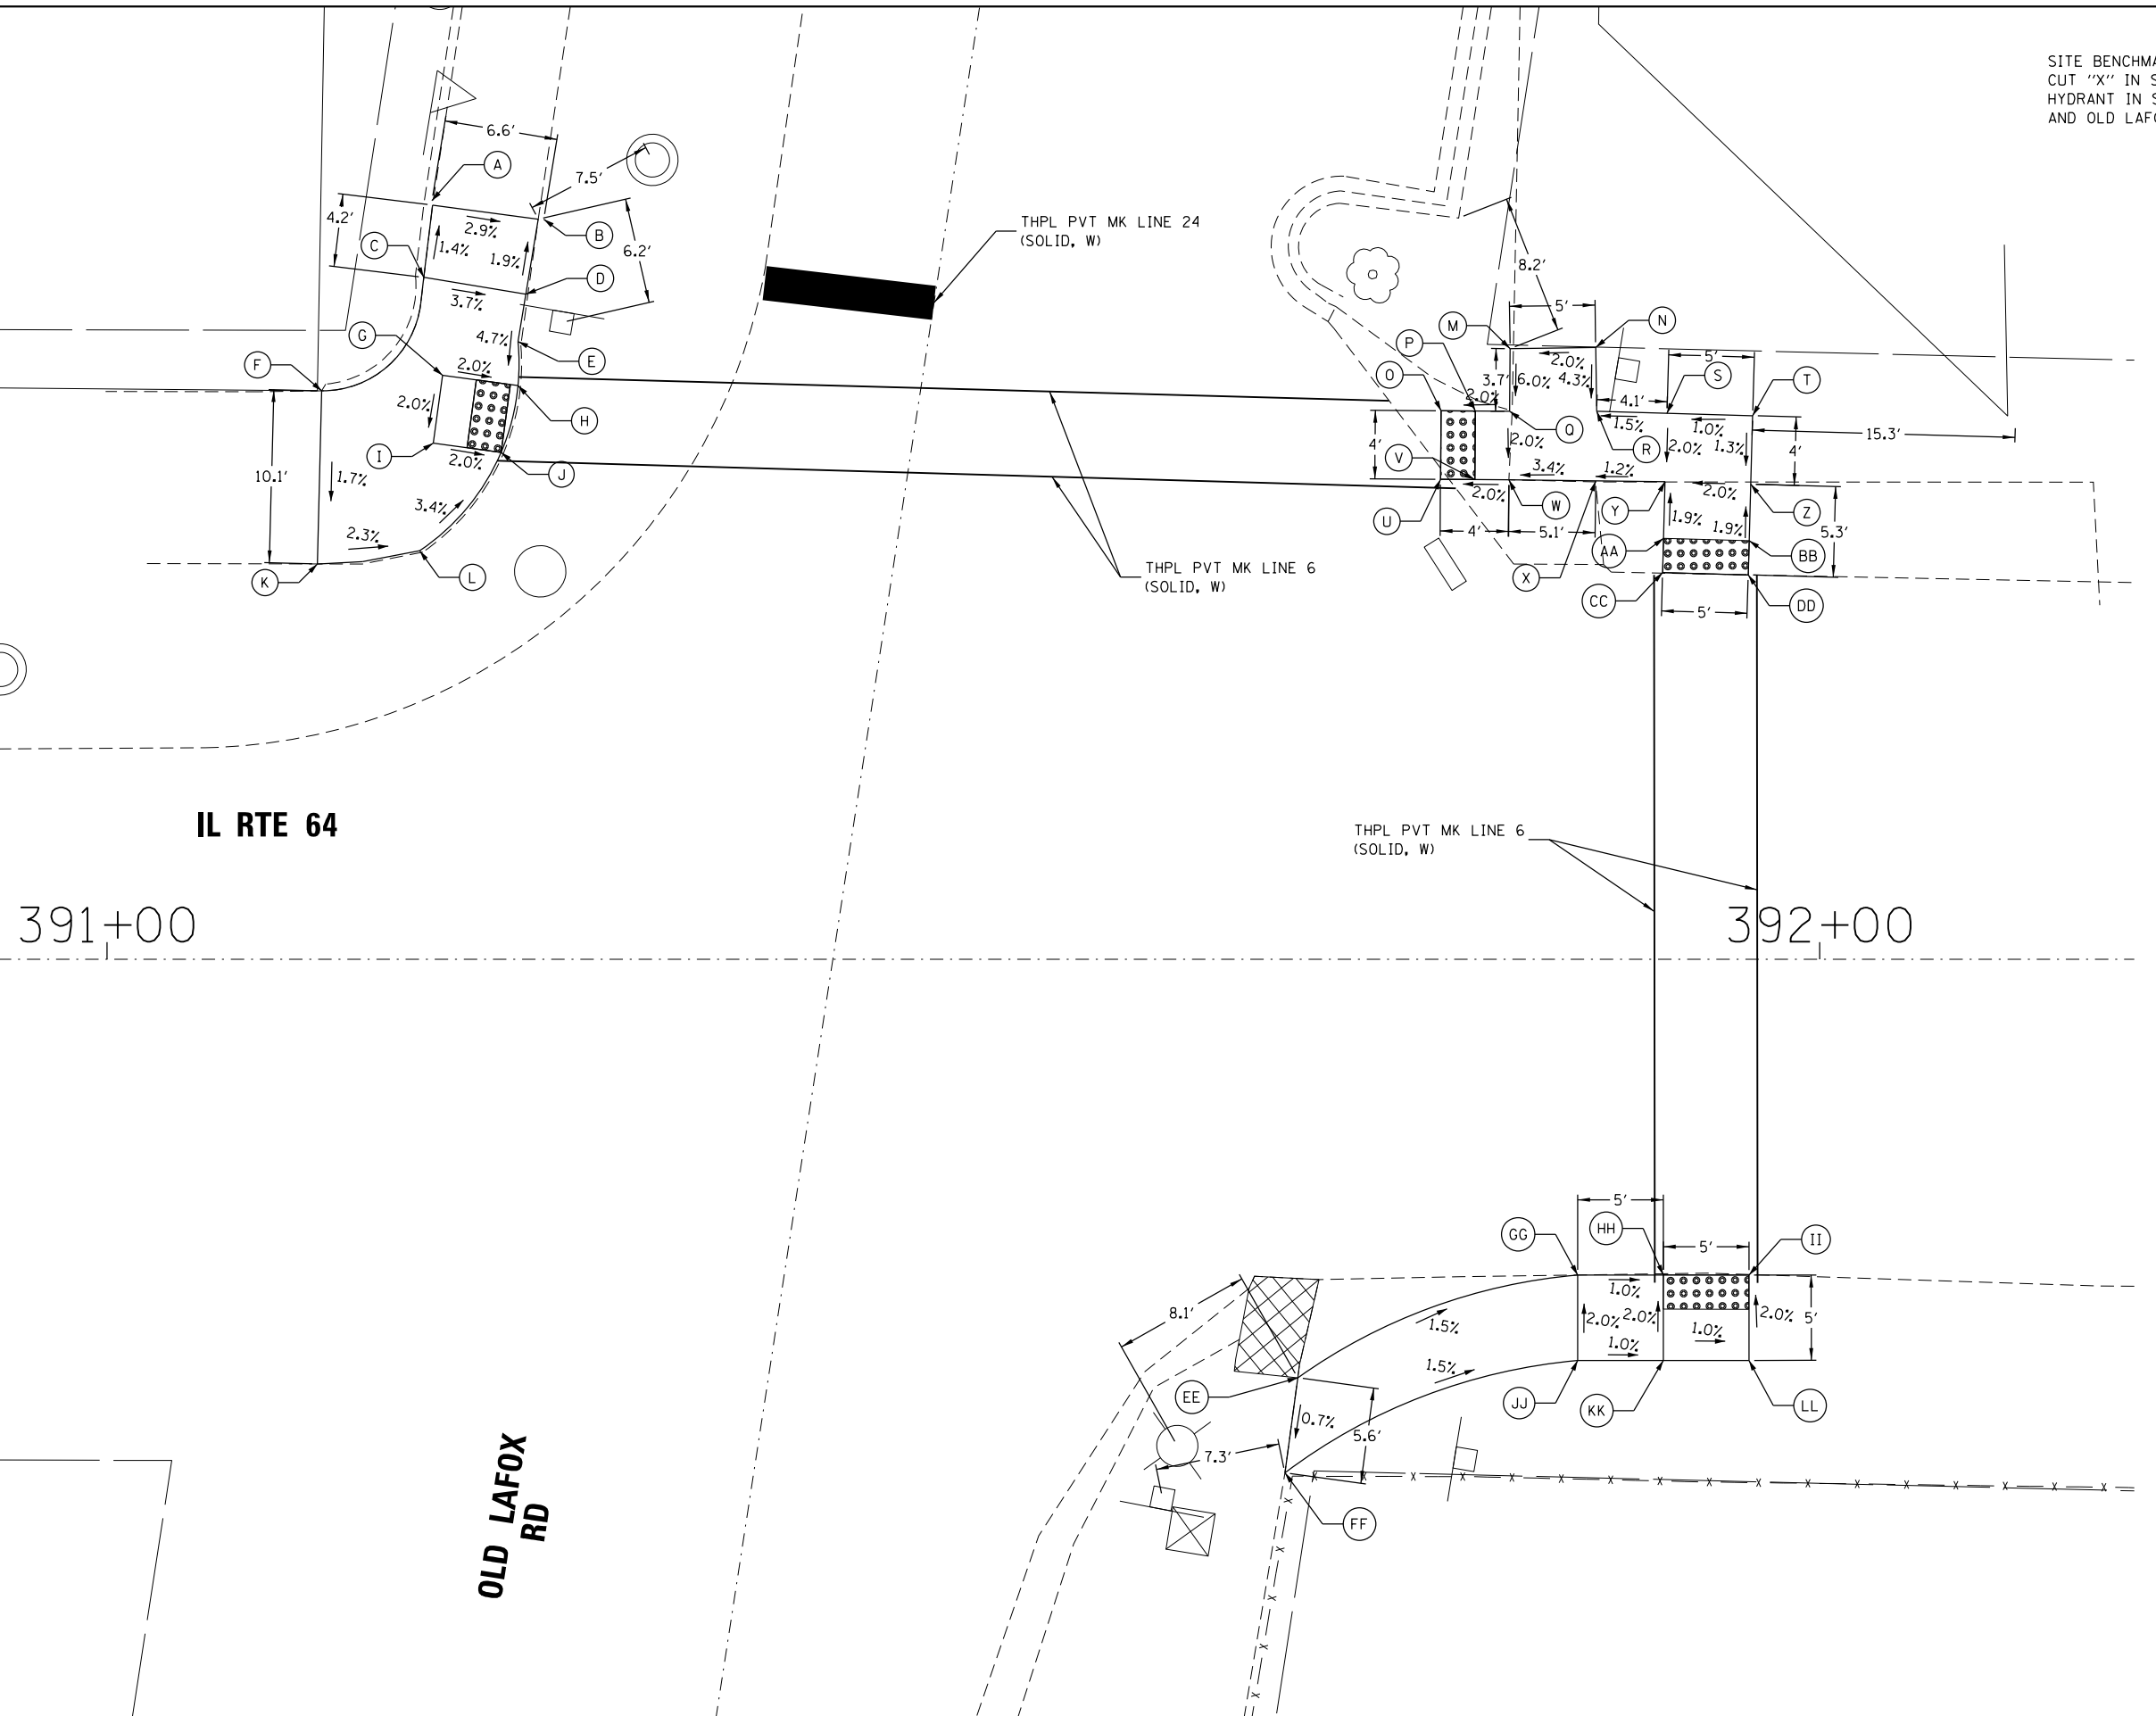 SITE BENCHMA
CUT "X" IN S
HYDRANT IN S
AND OLD LAFO
6.6'
A
7.5'
4.2'
2.9%
B
C
1.4%
1.9%
6.2'
D
3.7%
THPL PVT MK LINE 24
(SOLID, W)
G
4.7%
E
F
2.0%
2.0%
H
I
2.0%
J
10.1'
1.7%
3.4%
2.3%
K
L
8.2'
5'
M
N
P
2.0%
5'
O
3.7'
6.0%
4.3%
S
T
2.0%
4.1'
Q
1.5%
1.0%
15.3'
4'
2.0%
R
2.0%
1.3%
4'
V
3.4%
1.2%
2.0%
2.0%
U
W
Y
Z
4'
5.1'
1.9%
1.9%
5.3'
AA
BB
X
CC
5'
DD
THPL PVT MK LINE 6
(SOLID, W)
IL RTE 64
THPL PVT MK LINE 6
(SOLID, W)
391+00
392+00
5'
GG
HH
5'
II
1.0%
8.1'
1.5%
2.0%
2.0%
1.0%
2.0%
5'
1.0%
1.5%
EE
JJ
KK
LL
0.7%
5.6'
7.3'
FF
OLD LAFOX
RD